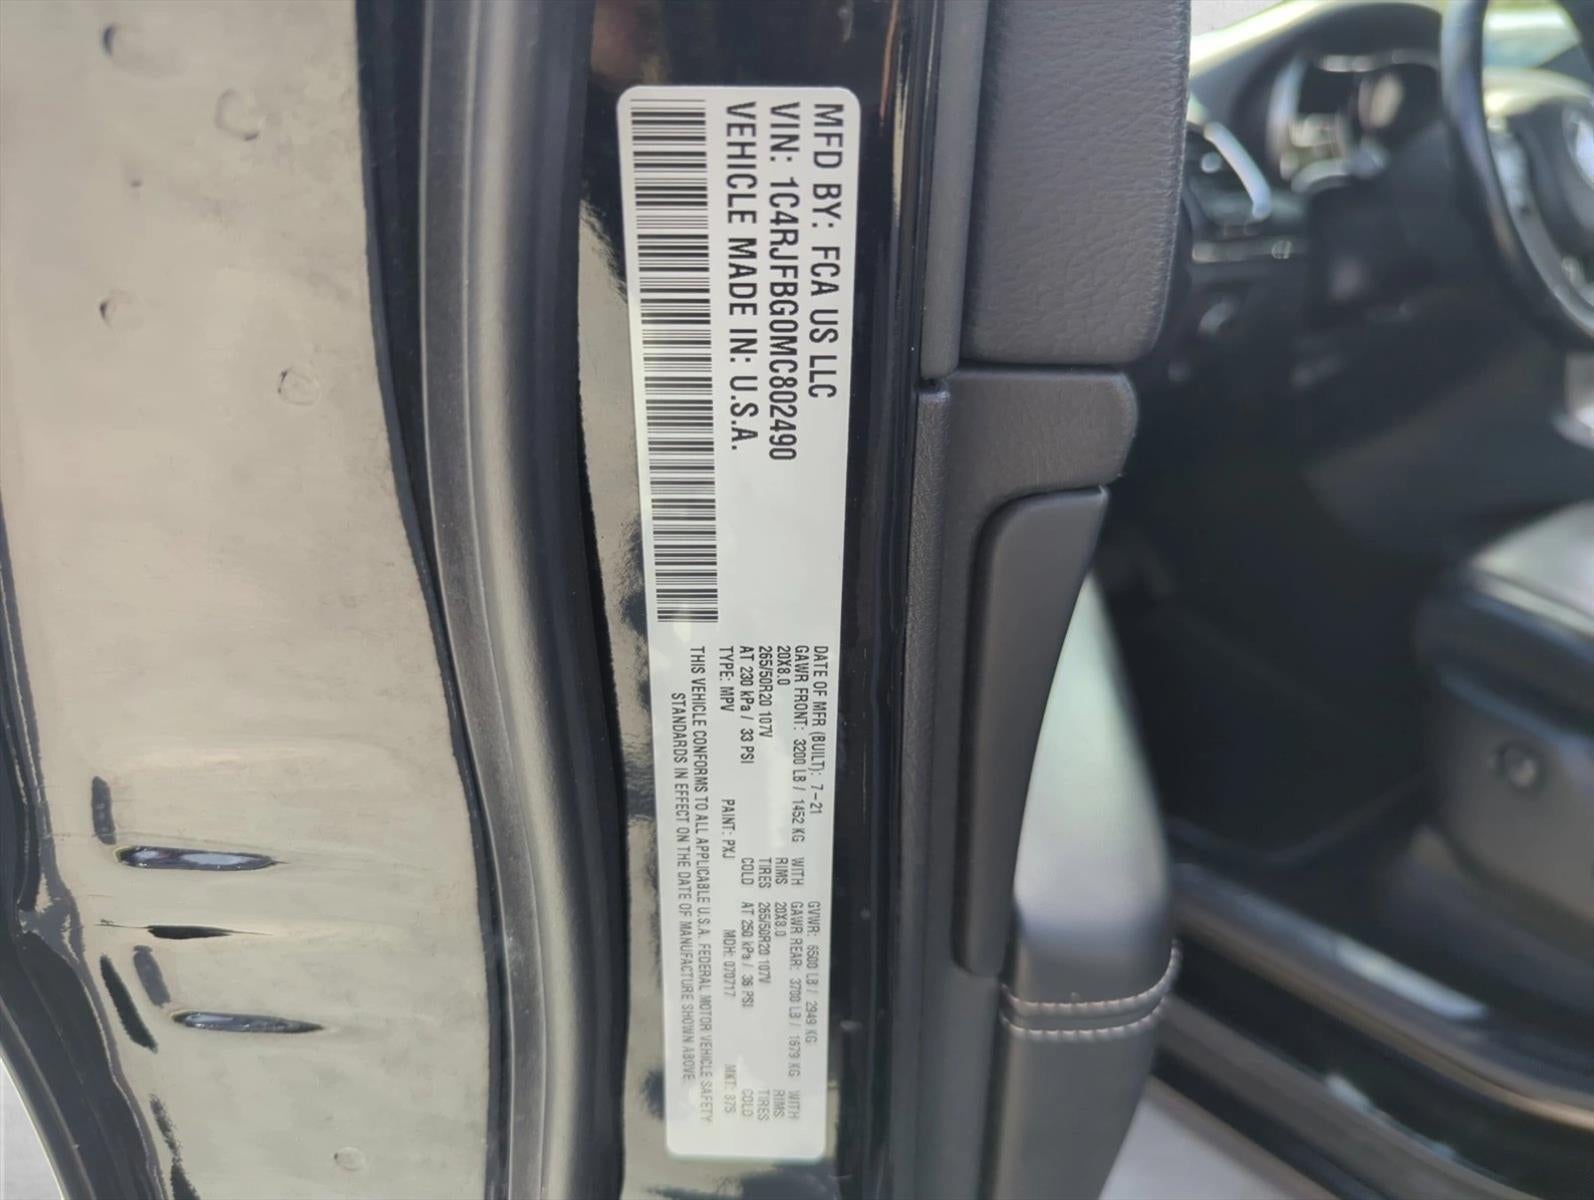 MFD BY: FCA US LLC
VIN: 1C4RJFBG0MC802490
VEHICLE MADE IN: U.S.A.
DATE OF MFR (BUILT): 7-21 GVWR: 6500 LB / 2949 KG
GAWR FRONT: 3200 LB / 1452 KG WITH GAWR REAR: 3700 LB / 1679 KG WITH
20X8.0 RIMS 20X8.0 RIMS
265/50R20 107V TIRES 265/50R20 107V TIRES
AT 230 kPa / 33 PSI COLD AT 250 kPa / 36 PSI COLD
TYPE: MPV PAINT: PXJ MDH: 070717 MKT: 875
THIS VEHICLE CONFORMS TO ALL APPLICABLE U.S.A. FEDERAL MOTOR VEHICLE SAFETY
STANDARDS IN EFFECT ON THE DATE OF MANUFACTURE SHOWN ABOVE.